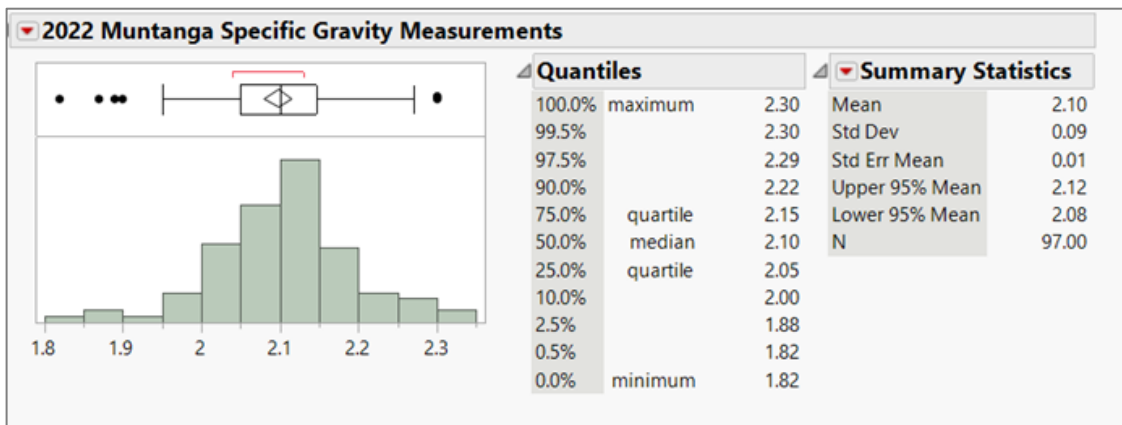 2022 Muntanga Specific Gravity Measurements
1.8 1.9 2 2.1 2.2 2.3
Quantiles
100.0% maximum 2.30
99.5% 2.30
97.5% 2.29
90.0% 2.22
75.0% quartile 2.15
50.0% median 2.10
25.0% quartile 2.05
10.0% 2.00
2.5% 1.88
0.5% 1.82
0.0% minimum 1.82
Summary Statistics
Mean 2.10
Std Dev 0.09
Std Err Mean 0.01
Upper 95% Mean 2.12
Lower 95% Mean 2.08
N 97.00